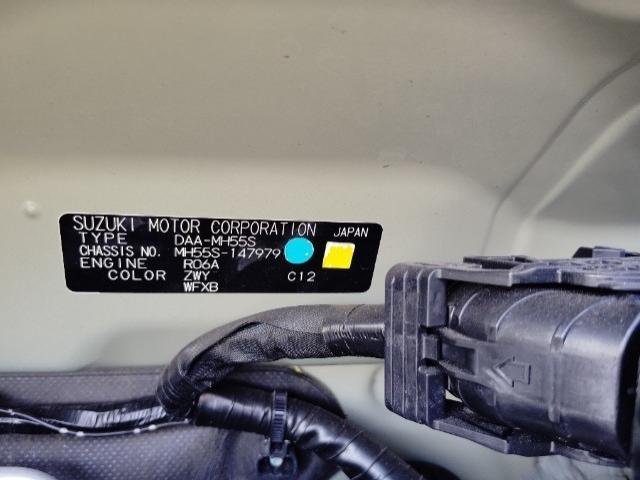 SUZUKI MOTOR CORPORATION JAPAN
TYPE DAA-MH55S
CHASSIS NO. MH55S-147979
ENGINE R06A
COLOR ZWY C12
WFXB